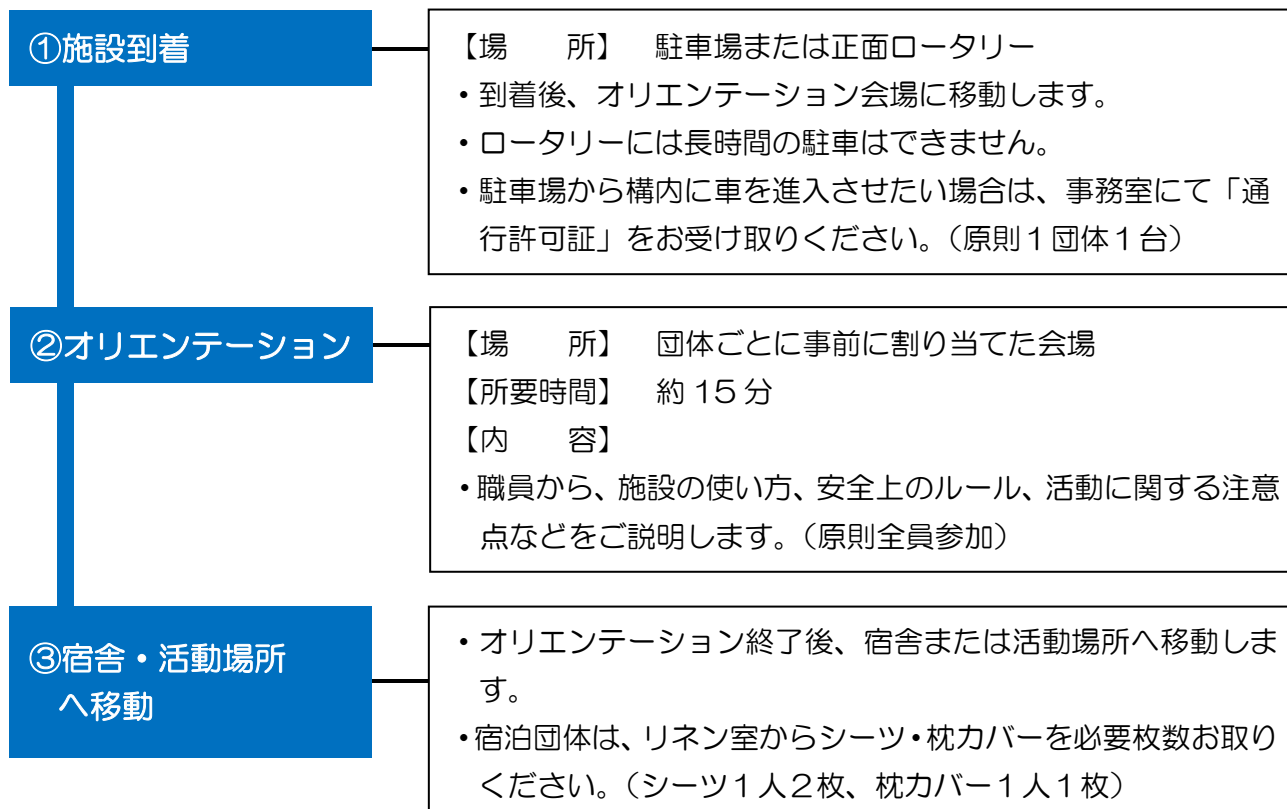 ①施設到着
【場　　所】　駐車場または正面ロータリー
・到着後、オリエンテーション会場に移動します。
・ロータリーには長時間の駐車はできません。
・駐車場から構内に車を進入させたい場合は、事務室にて「通
行許可証」をお受け取りください。（原則１団体１台）
②オリエンテーション
【場　　所】　団体ごとに事前に割り当てた会場
【所要時間】　約 15 分
【内　　容】
・職員から、施設の使い方、安全上のルール、活動に関する注意
点などをご説明します。（原則全員参加）
③宿舎・活動場所
へ移動
・オリエンテーション終了後、宿舎または活動場所へ移動しま
す。
・宿泊団体は、リネン室からシーツ・枕カバーを必要枚数お取り
ください。（シーツ１人２枚、枕カバー１人１枚）